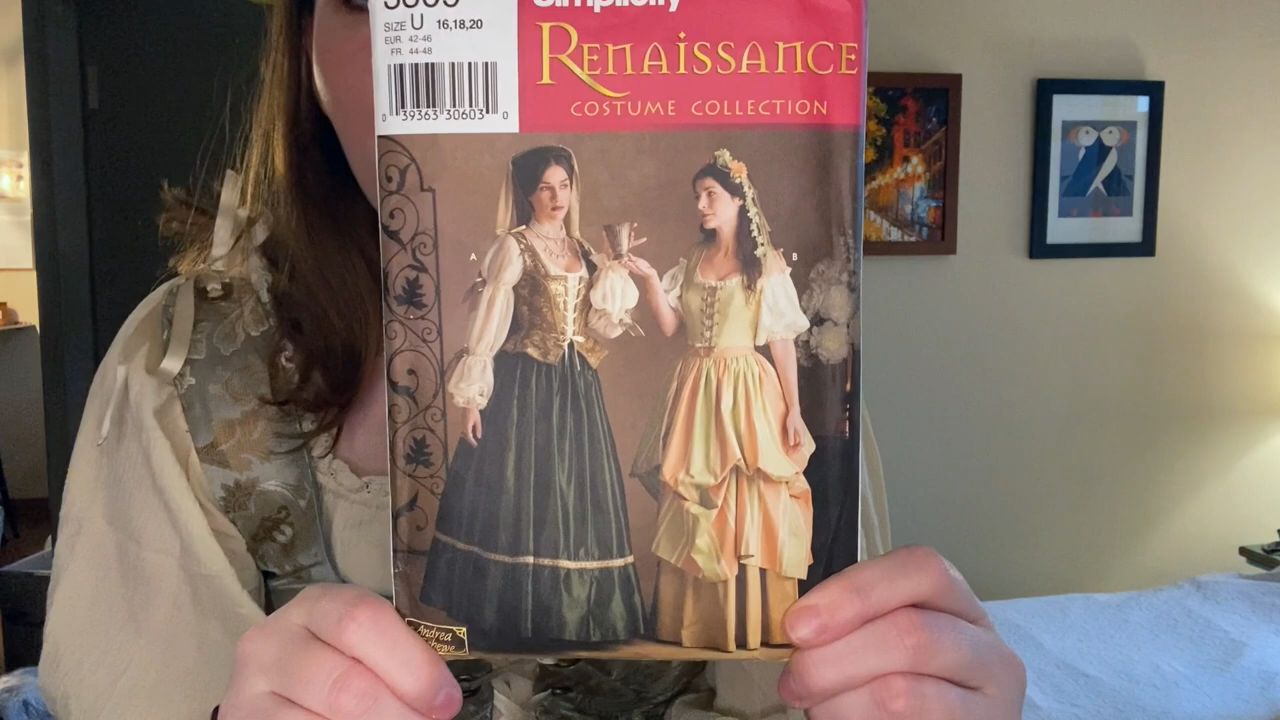 Simplicity
SIZE U 16,18,20
EUR. 42-46
FR. 44-48
0 39363 30603 0
RENAISSANCE
COSTUME COLLECTION
A
B
Andrea